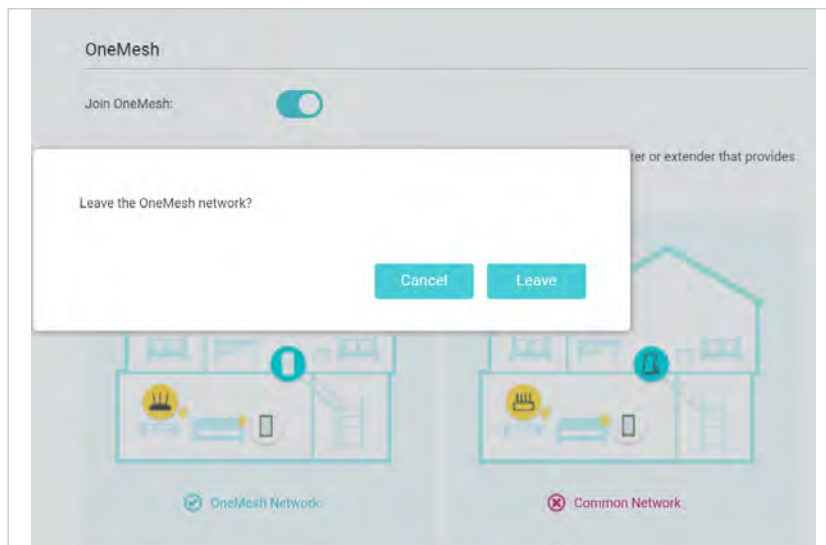 OneMesh
Join OneMesh:
ter or extender that provides
Leave the OneMesh network?
Cancel Leave
OneMesh Network Common Network